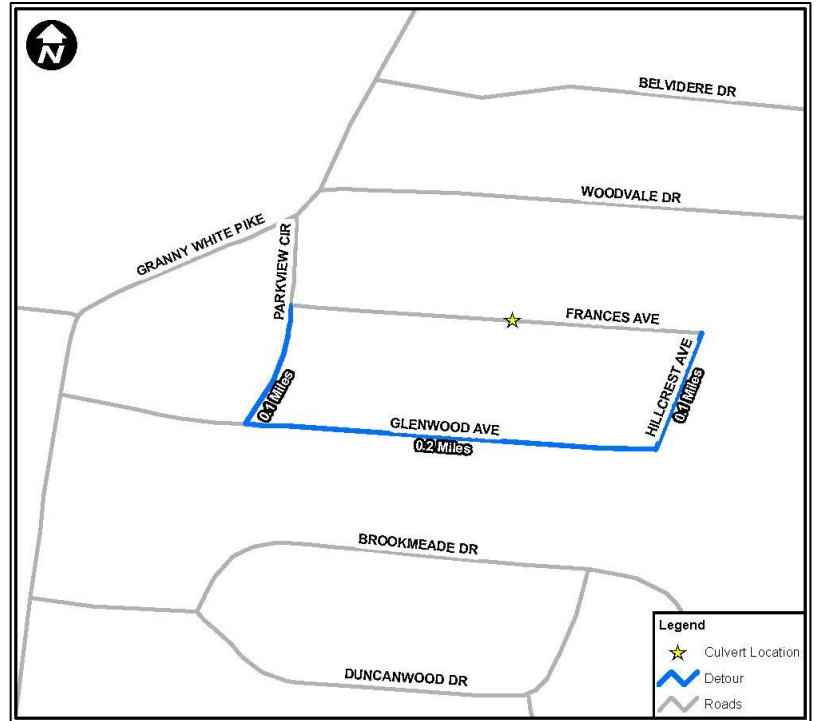 N
BELVIDERE DR
WOODVALE DR
GRANNY WHITE PIKE
PARKVIEW CIR
FRANCES AVE
HILLCREST AVE
0.1 Miles
0.1 Miles
GLENWOOD AVE
0.2 Miles
BROOKMEADE DR
DUNCANWOOD DR
Legend
Culvert Location
Detour
Roads